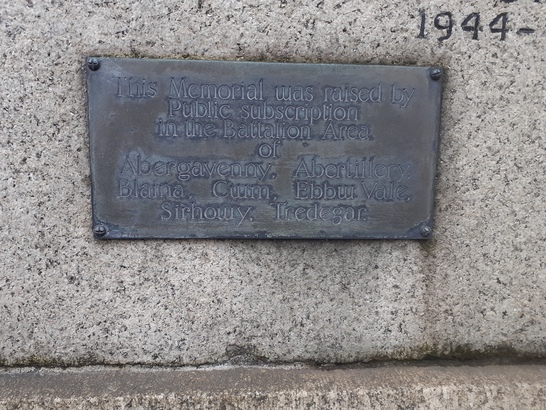 1944-
This Memorial was raised by
Public subscription
in the Battalion Area
of
Abergavenny, Abertillery,
Blaina, Cwm, Ebbw Vale,
Sirhowy, Tredegar.